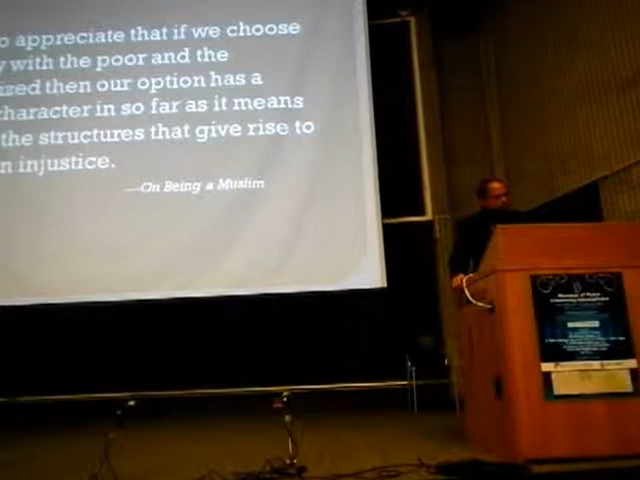 o appreciate that if we choose
y with the poor and the
ized then our option has a
character in so far as it means
the structures that give rise to
n injustice.
—On Being a Muslim